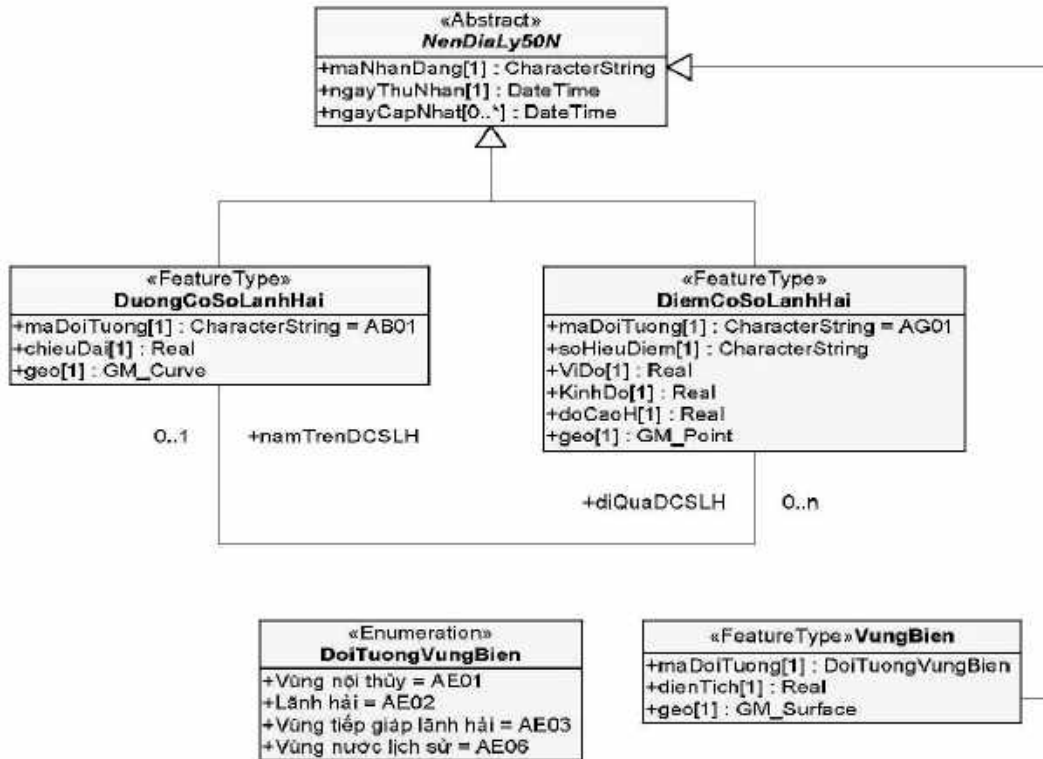 «Abstract»
NenDiaLy50N
+maNhanDang[1] : CharacterString
+ngayThuNhan[1] : DateTime
+ngayCapNhat[0..*] : DateTime
«FeatureType»
DuongCoSoLanhHai
+maDoiTuong[1] : CharacterString = AB01
+chieuDai[1] : Real
+geo[1] : GM_Curve
«FeatureType»
DiemCoSoLanhHai
+maDoiTuong[1] : CharacterString = AG01
+soHieuDiem[1] : CharacterString
+ViDo[1] : Real
+KinhDo[1] : Real
+doCaoH[1] : Real
+geo[1] : GM_Point
0..1 +namTrenDCSLH
+diQuaDCSLH 0..n
«Enumeration»
DoiTuongVungBien
+Vùng nội thủy = AE01
+Lãnh hải = AE02
+Vùng tiếp giáp lãnh hải = AE03
+Vùng nước lịch sử = AE06
«FeatureType» VungBien
+maDoiTuong[1] : DoiTuongVungBien
+dienTich[1] : Real
+geo[1] : GM_Surface